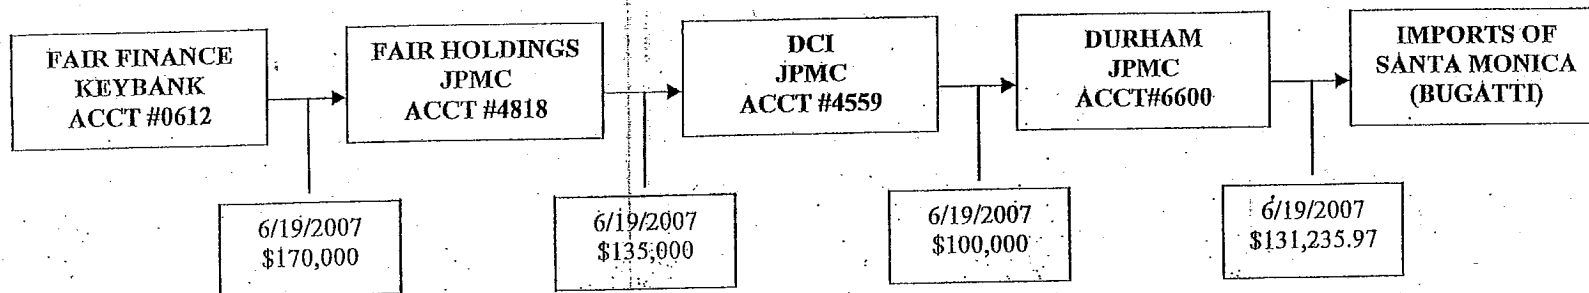 FAIR FINANCE
KEYBANK
ACCT #0612
FAIR HOLDINGS
JPMC
ACCT #4818
DCI
JPMC
ACCT #4559
DURHAM
JPMC
ACCT#6600
IMPORTS OF
SANTA MONICA
(BUGATTI)
6/19/2007
$170,000
6/19/2007
$135,000
6/19/2007
$100,000
6/19/2007
$131,235.97